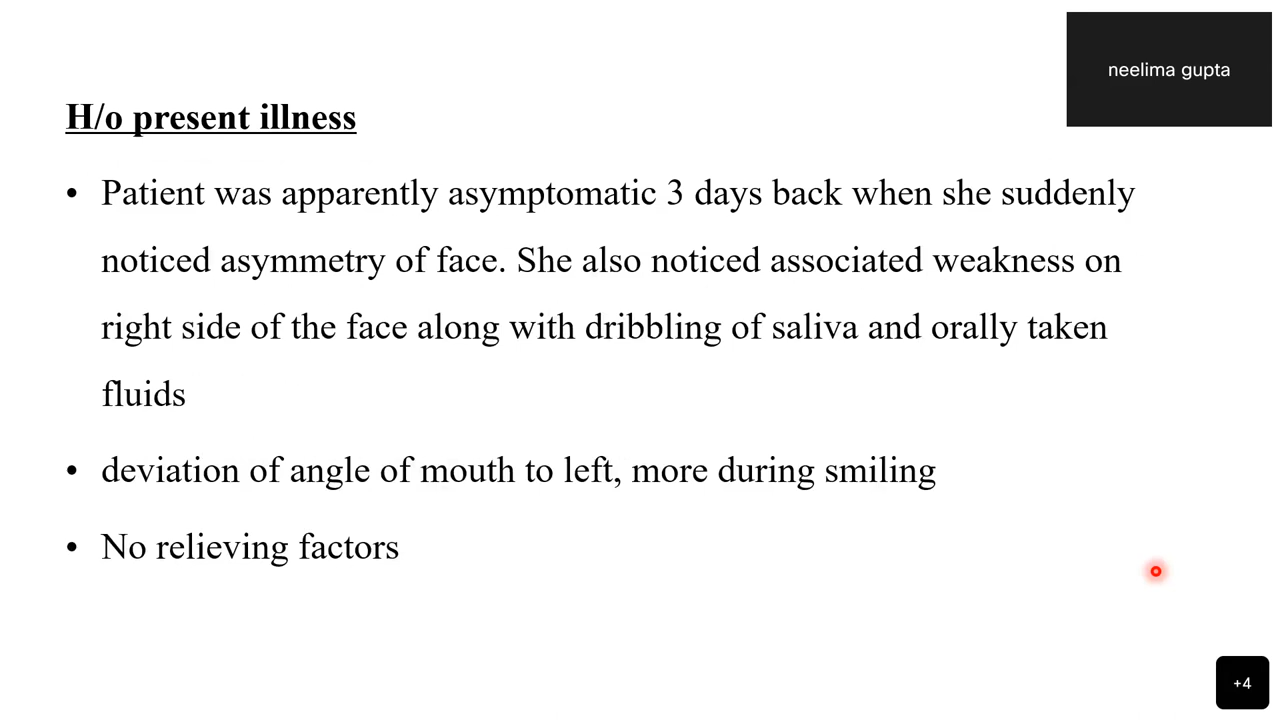 neelima gupta
H/o present illness
• Patient was apparently asymptomatic 3 days back when she suddenly
noticed asymmetry of face. She also noticed associated weakness on
right side of the face along with dribbling of saliva and orally taken
fluids
• deviation of angle of mouth to left, more during smiling
• No relieving factors
+4